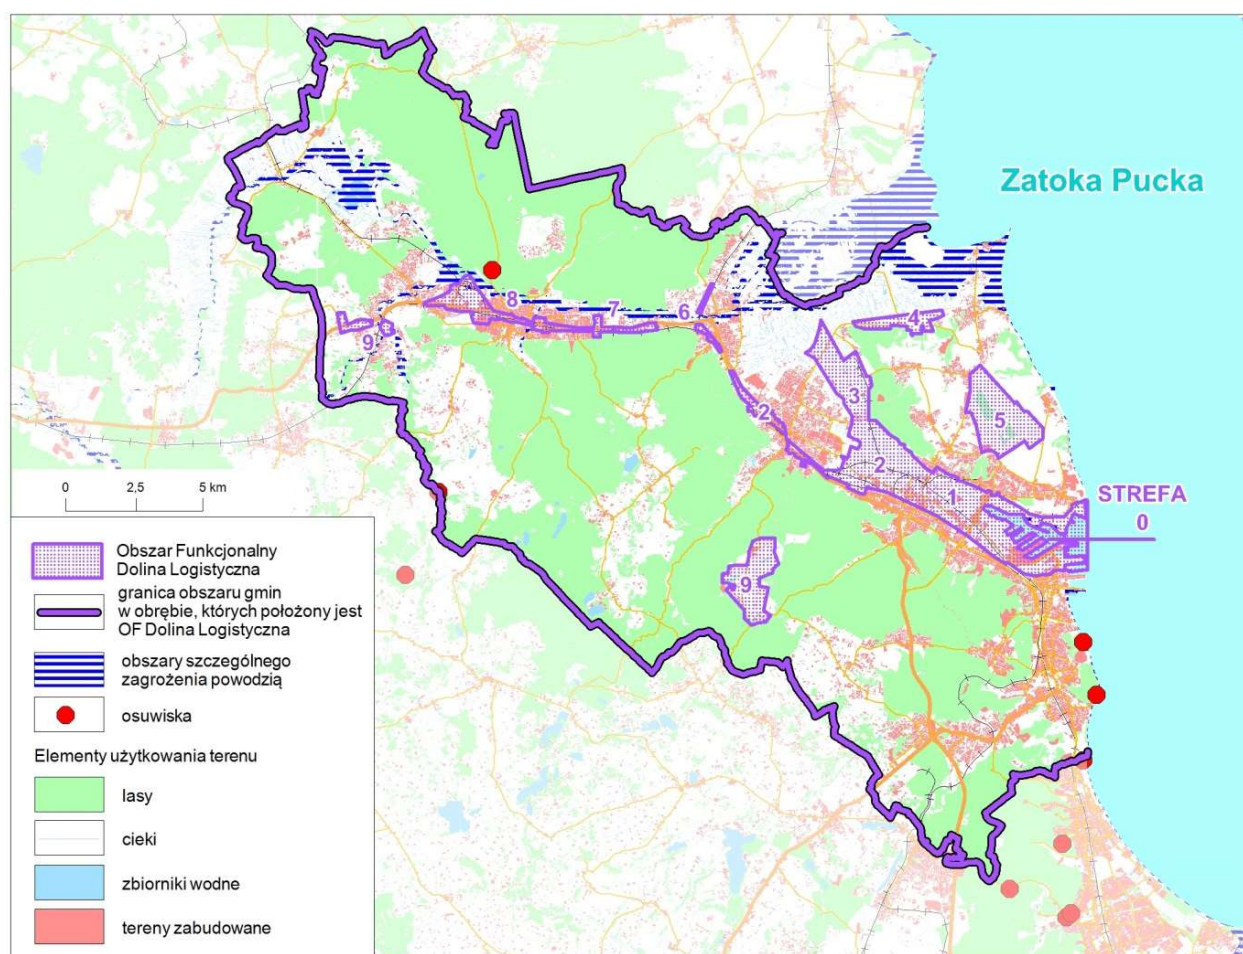 Zatoka Pucka
8
7
6
4
9
3
5
2
2
1
STREFA
0
9
0 2,5 5 km
Obszar Funkcjonalny
Dolina Logistyczna
granica obszaru gmin
w obrębie, których położony jest
OF Dolina Logistyczna
obszary szczególnego
zagrożenia powodzią
osuwiska
Elementy użytkowania terenu
lasy
cieki
zbiorniki wodne
tereny zabudowane